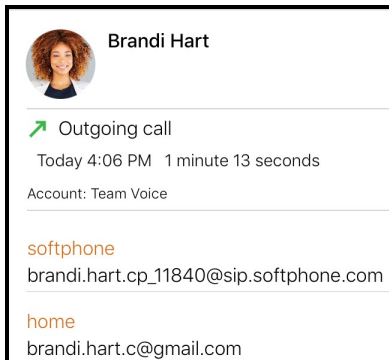 Brandi Hart
Outgoing call
Today 4:06 PM 1 minute 13 seconds
Account: Team Voice
softphone
brandi.hart.cp_11840@sip.softphone.com
home
brandi.hart.c@gmail.com